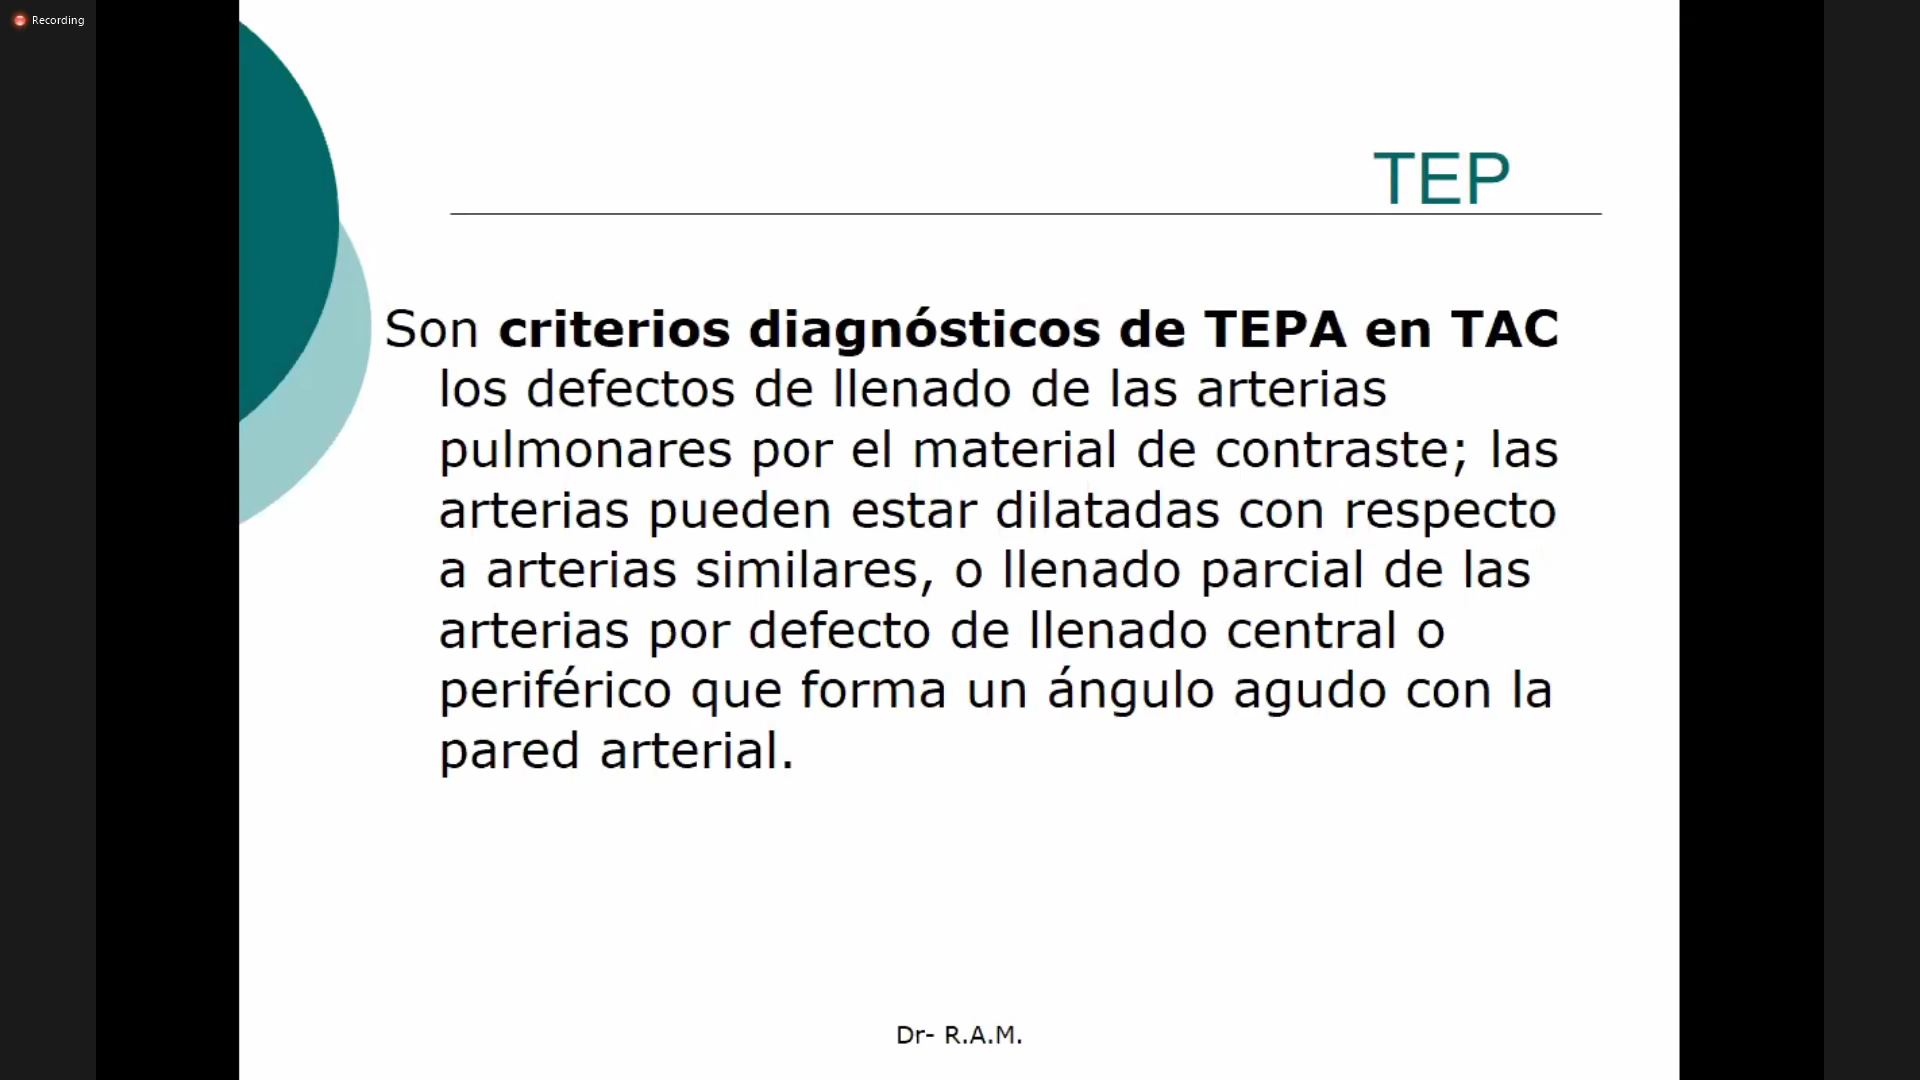 Recording
TEP
Son criterios diagnósticos de TEPA en TAC
los defectos de llenado de las arterias
pulmonares por el material de contraste; las
arterias pueden estar dilatadas con respecto
a arterias similares, o llenado parcial de las
arterias por defecto de llenado central o
periférico que forma un ángulo agudo con la
pared arterial.
Dr- R.A.M.